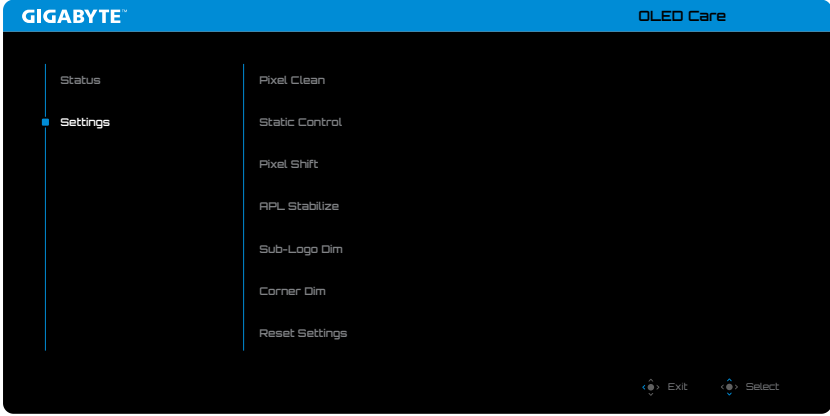 GIGABYTE™
OLED Care
Status
Settings
Pixel Clean
Static Control
Pixel Shift
APL Stabilize
Sub-Logo Dim
Corner Dim
Reset Settings
Exit
Select